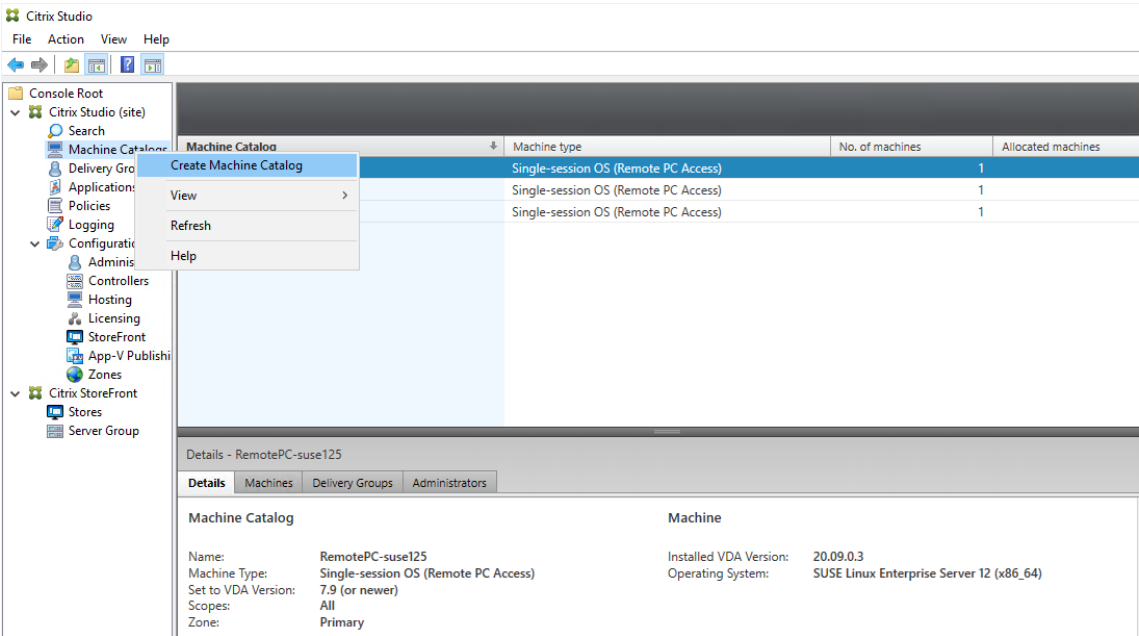 Citrix Studio
File Action View Help
Console Root
Citrix Studio (site)
Search
Machine Catalogs
Delivery Gro
Applications
Policies
Logging
Configuratio
Adminis
Controllers
Hosting
Licensing
StoreFront
App-V Publishi
Zones
Citrix StoreFront
Stores
Server Group
Create Machine Catalog
View
Refresh
Help
Machine Catalog Machine type No. of machines Allocated machines
Single-session OS (Remote PC Access) 1
Single-session OS (Remote PC Access) 1
Single-session OS (Remote PC Access) 1
Details - RemotePC-suse125
Details Machines Delivery Groups Administrators
Machine Catalog Machine
Name: RemotePC-suse125 Installed VDA Version: 20.09.0.3
Machine Type: Single-session OS (Remote PC Access) Operating System: SUSE Linux Enterprise Server 12 (x86_64)
Set to VDA Version: 7.9 (or newer)
Scopes: All
Zone: Primary